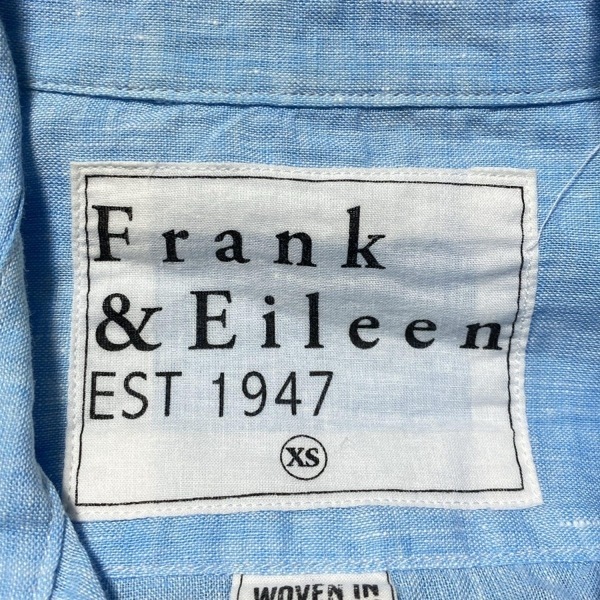 Frank
& Eileen
EST 1947
XS
WOVEN IN